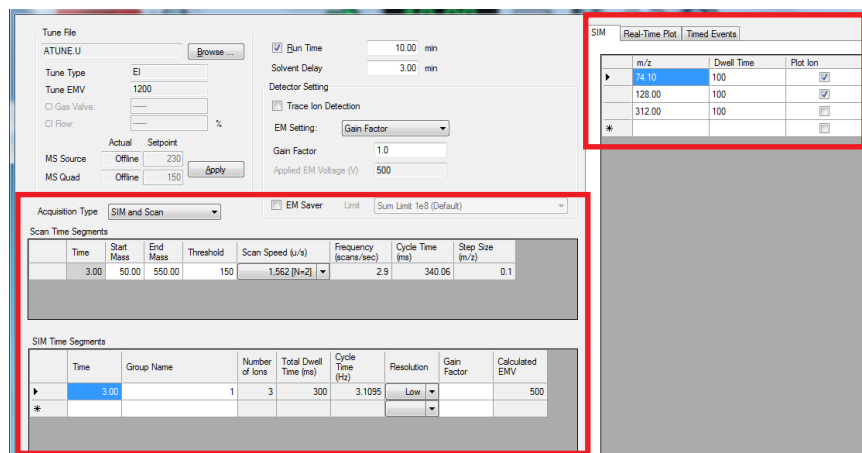 Tune File
ATUNE.U Browse ...
Tune Type EI
Tune EMV 1200
CI Gas Valve: -----
CI Flow: ----- %
Actual Setpoint
MS Source Offline 230
MS Quad Offline 150
Apply
Run Time 10.00 min
Solvent Delay 3.00 min
Detector Setting
Trace Ion Detection
EM Setting: Gain Factor
Gain Factor 1.0
Applied EM Voltage (V) 500
EM Saver Limit Sum Limit 1e8 (Default)
SIM Real-Time Plot Timed Events
m/z Dwell Time Plot Ion
74.10 100
128.00 100
312.00 100
Acquisition Type SIM and Scan
Scan Time Segments
Time Start Mass End Mass Threshold Scan Speed (u/s) Frequency (scans/sec) Cycle Time (ms) Step Size (m/z)
3.00 50.00 550.00 150 1,562 [N=2] 2.9 340.06 0.1
SIM Time Segments
Time Group Name Number of Ions Total Dwell Time (ms) Cycle Time (Hz) Resolution Gain Factor Calculated EMV
3.00 1 3 300 3.1095 Low 500